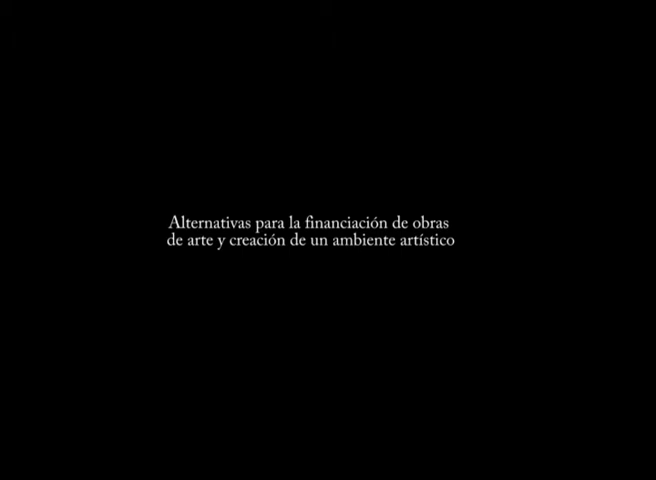 Alternativas para la financiación de obras
de arte y creación de un ambiente artístico